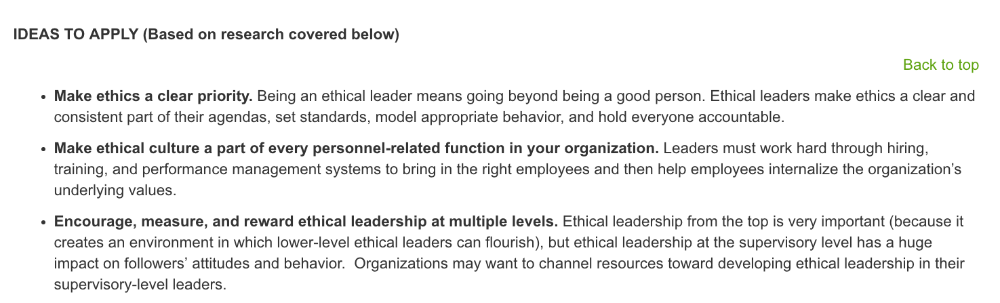 IDEAS TO APPLY (Based on research covered below)
Back to top
• Make ethics a clear priority. Being an ethical leader means going beyond being a good person. Ethical leaders make ethics a clear and
consistent part of their agendas, set standards, model appropriate behavior, and hold everyone accountable.
• Make ethical culture a part of every personnel-related function in your organization. Leaders must work hard through hiring,
training, and performance management systems to bring in the right employees and then help employees internalize the organization’s
underlying values.
• Encourage, measure, and reward ethical leadership at multiple levels. Ethical leadership from the top is very important (because it
creates an environment in which lower-level ethical leaders can flourish), but ethical leadership at the supervisory level has a huge
impact on followers’ attitudes and behavior.  Organizations may want to channel resources toward developing ethical leadership in their
supervisory-level leaders.